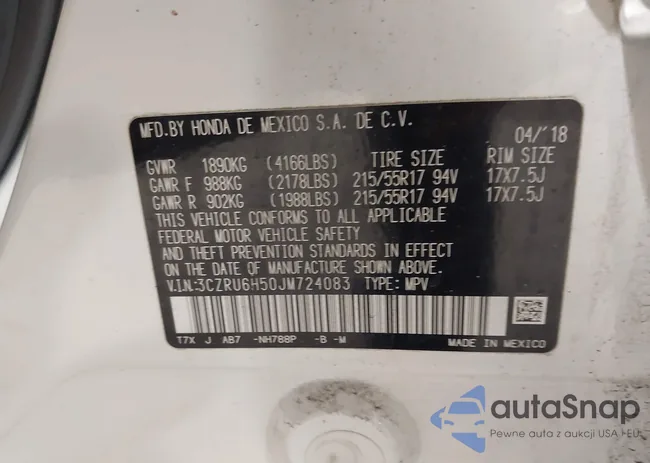 MFD.BY HONDA DE MEXICO S.A. DE C.V.
04/'18
GVWR 1890KG (4166LBS) TIRE SIZE RIM SIZE
GAWR F 988KG (2178LBS) 215/55R17 94V 17X7.5J
GAWR R 902KG (1988LBS) 215/55R17 94V 17X7.5J
THIS VEHICLE CONFORMS TO ALL APPLICABLE
FEDERAL MOTOR VEHICLE SAFETY
AND THEFT PREVENTION STANDARDS IN EFFECT
ON THE DATE OF MANUFACTURE SHOWN ABOVE.
V.I.N:3CZRU6H50JM724083 TYPE: MPV
T7X J AB7 -NH788P -B -M MADE IN MEXICO
autaSnap
Pewne auta z aukcji USA i EU